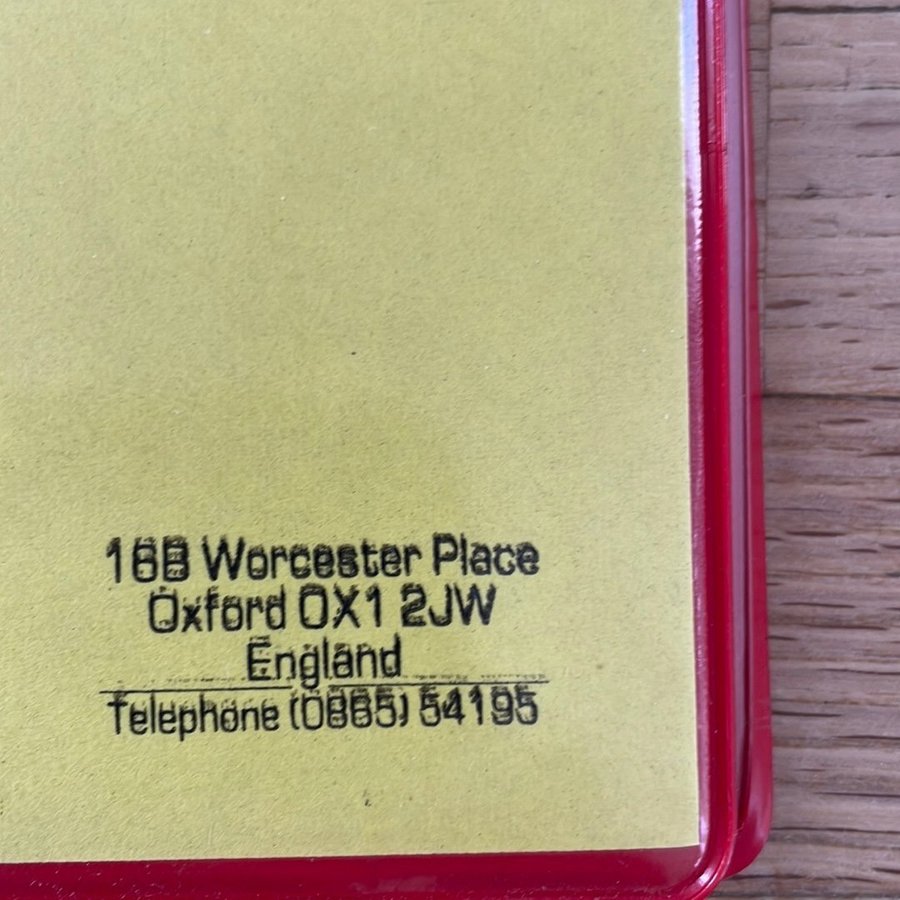 16B Worcester Place
Oxford OX1 2JW
England
Telephone (0865) 54195